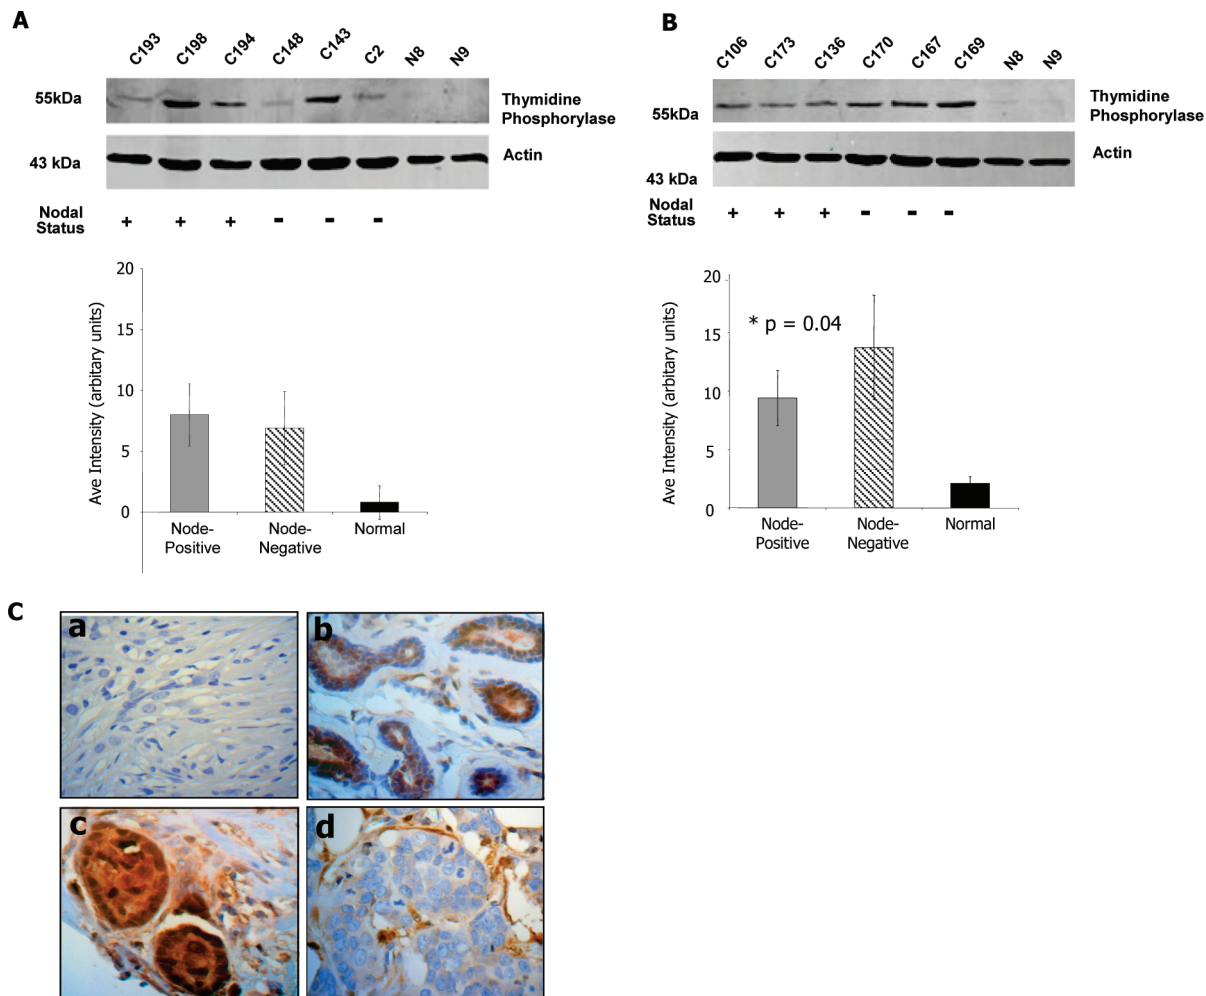 A
C193 C198 C194 C148 C143 C2 N8 N9
55kDa
Thymidine
Phosphorylase
43 kDa
Actin
Nodal
Status
+ + + - - -
Ave Intensity (arbitary units)
20
15
10
5
0
Node-
Positive
Node-
Negative
Normal
B
C106 C173 C136 C170 C167 C169 N8 N9
55kDa
Thymidine
Phosphorylase
43 kDa
Actin
Nodal
Status
+ + + - - -
Ave Intensity (arbitary units)
20
15
10
5
0
* p = 0.04
Node-
Positive
Node-
Negative
Normal
C
a
b
c
d